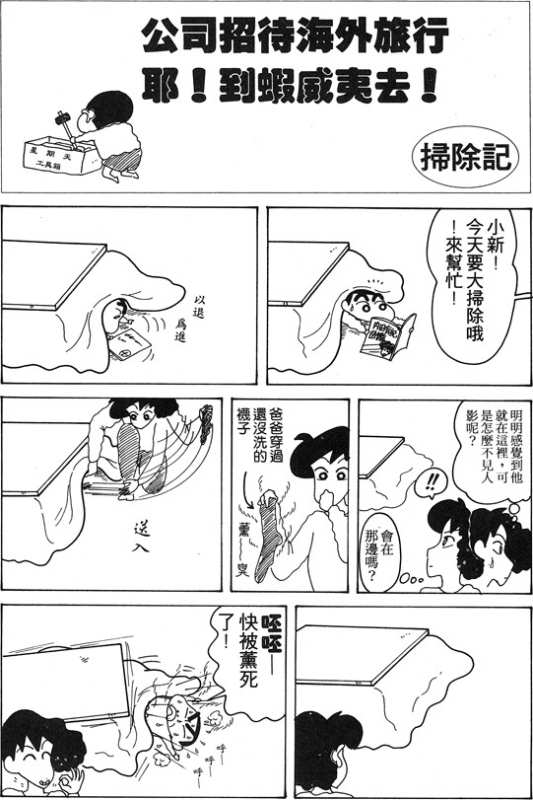 公司招待海外旅行
耶！到蝦威夷去！
星期天
工具箱
掃除記
小新！
今天要大掃除哦
！來幫忙！
以退
為進
明明感覺到他
就在這裡，可
是怎麼不見人
影呢？
!!
會在
那邊嗎？
爸爸穿過
還沒洗的
襪子
薰～～臭
送入
呸呸—
快被薰死
了！
呼～
呼～
呼～